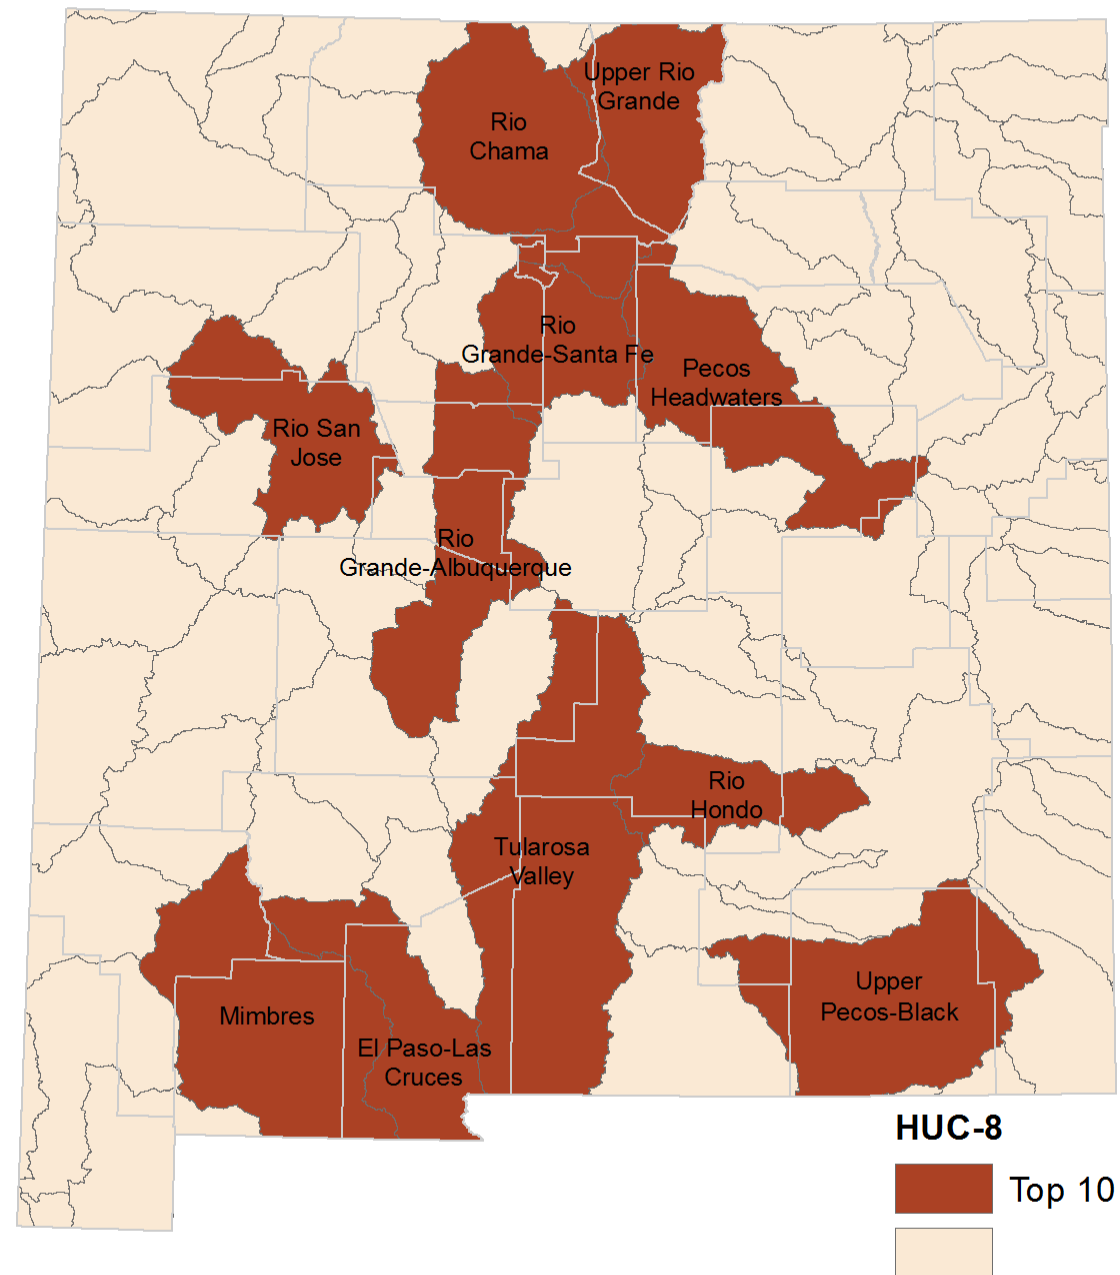 Upper Rio
Grande
Rio
Chama
Rio
Grande-Santa Fe
Pecos
Headwaters
Rio San
Jose
Rio
Grande-Albuquerque
Rio
Hondo
Tularosa
Valley
Upper
Pecos-Black
Mimbres
El Paso-Las
Cruces
HUC-8
Top 10